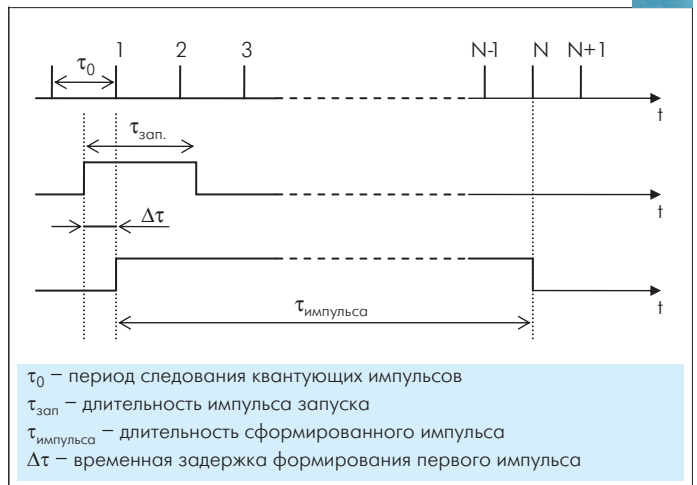 1 2 3 N-1 N N+1
τ₀
t
τзап.
t
Δτ
τимпульса
t
τ₀ – период следования квантующих импульсов
τзап – длительность импульса запуска
τимпульса – длительность сформированного импульса
Δτ – временная задержка формирования первого импульса